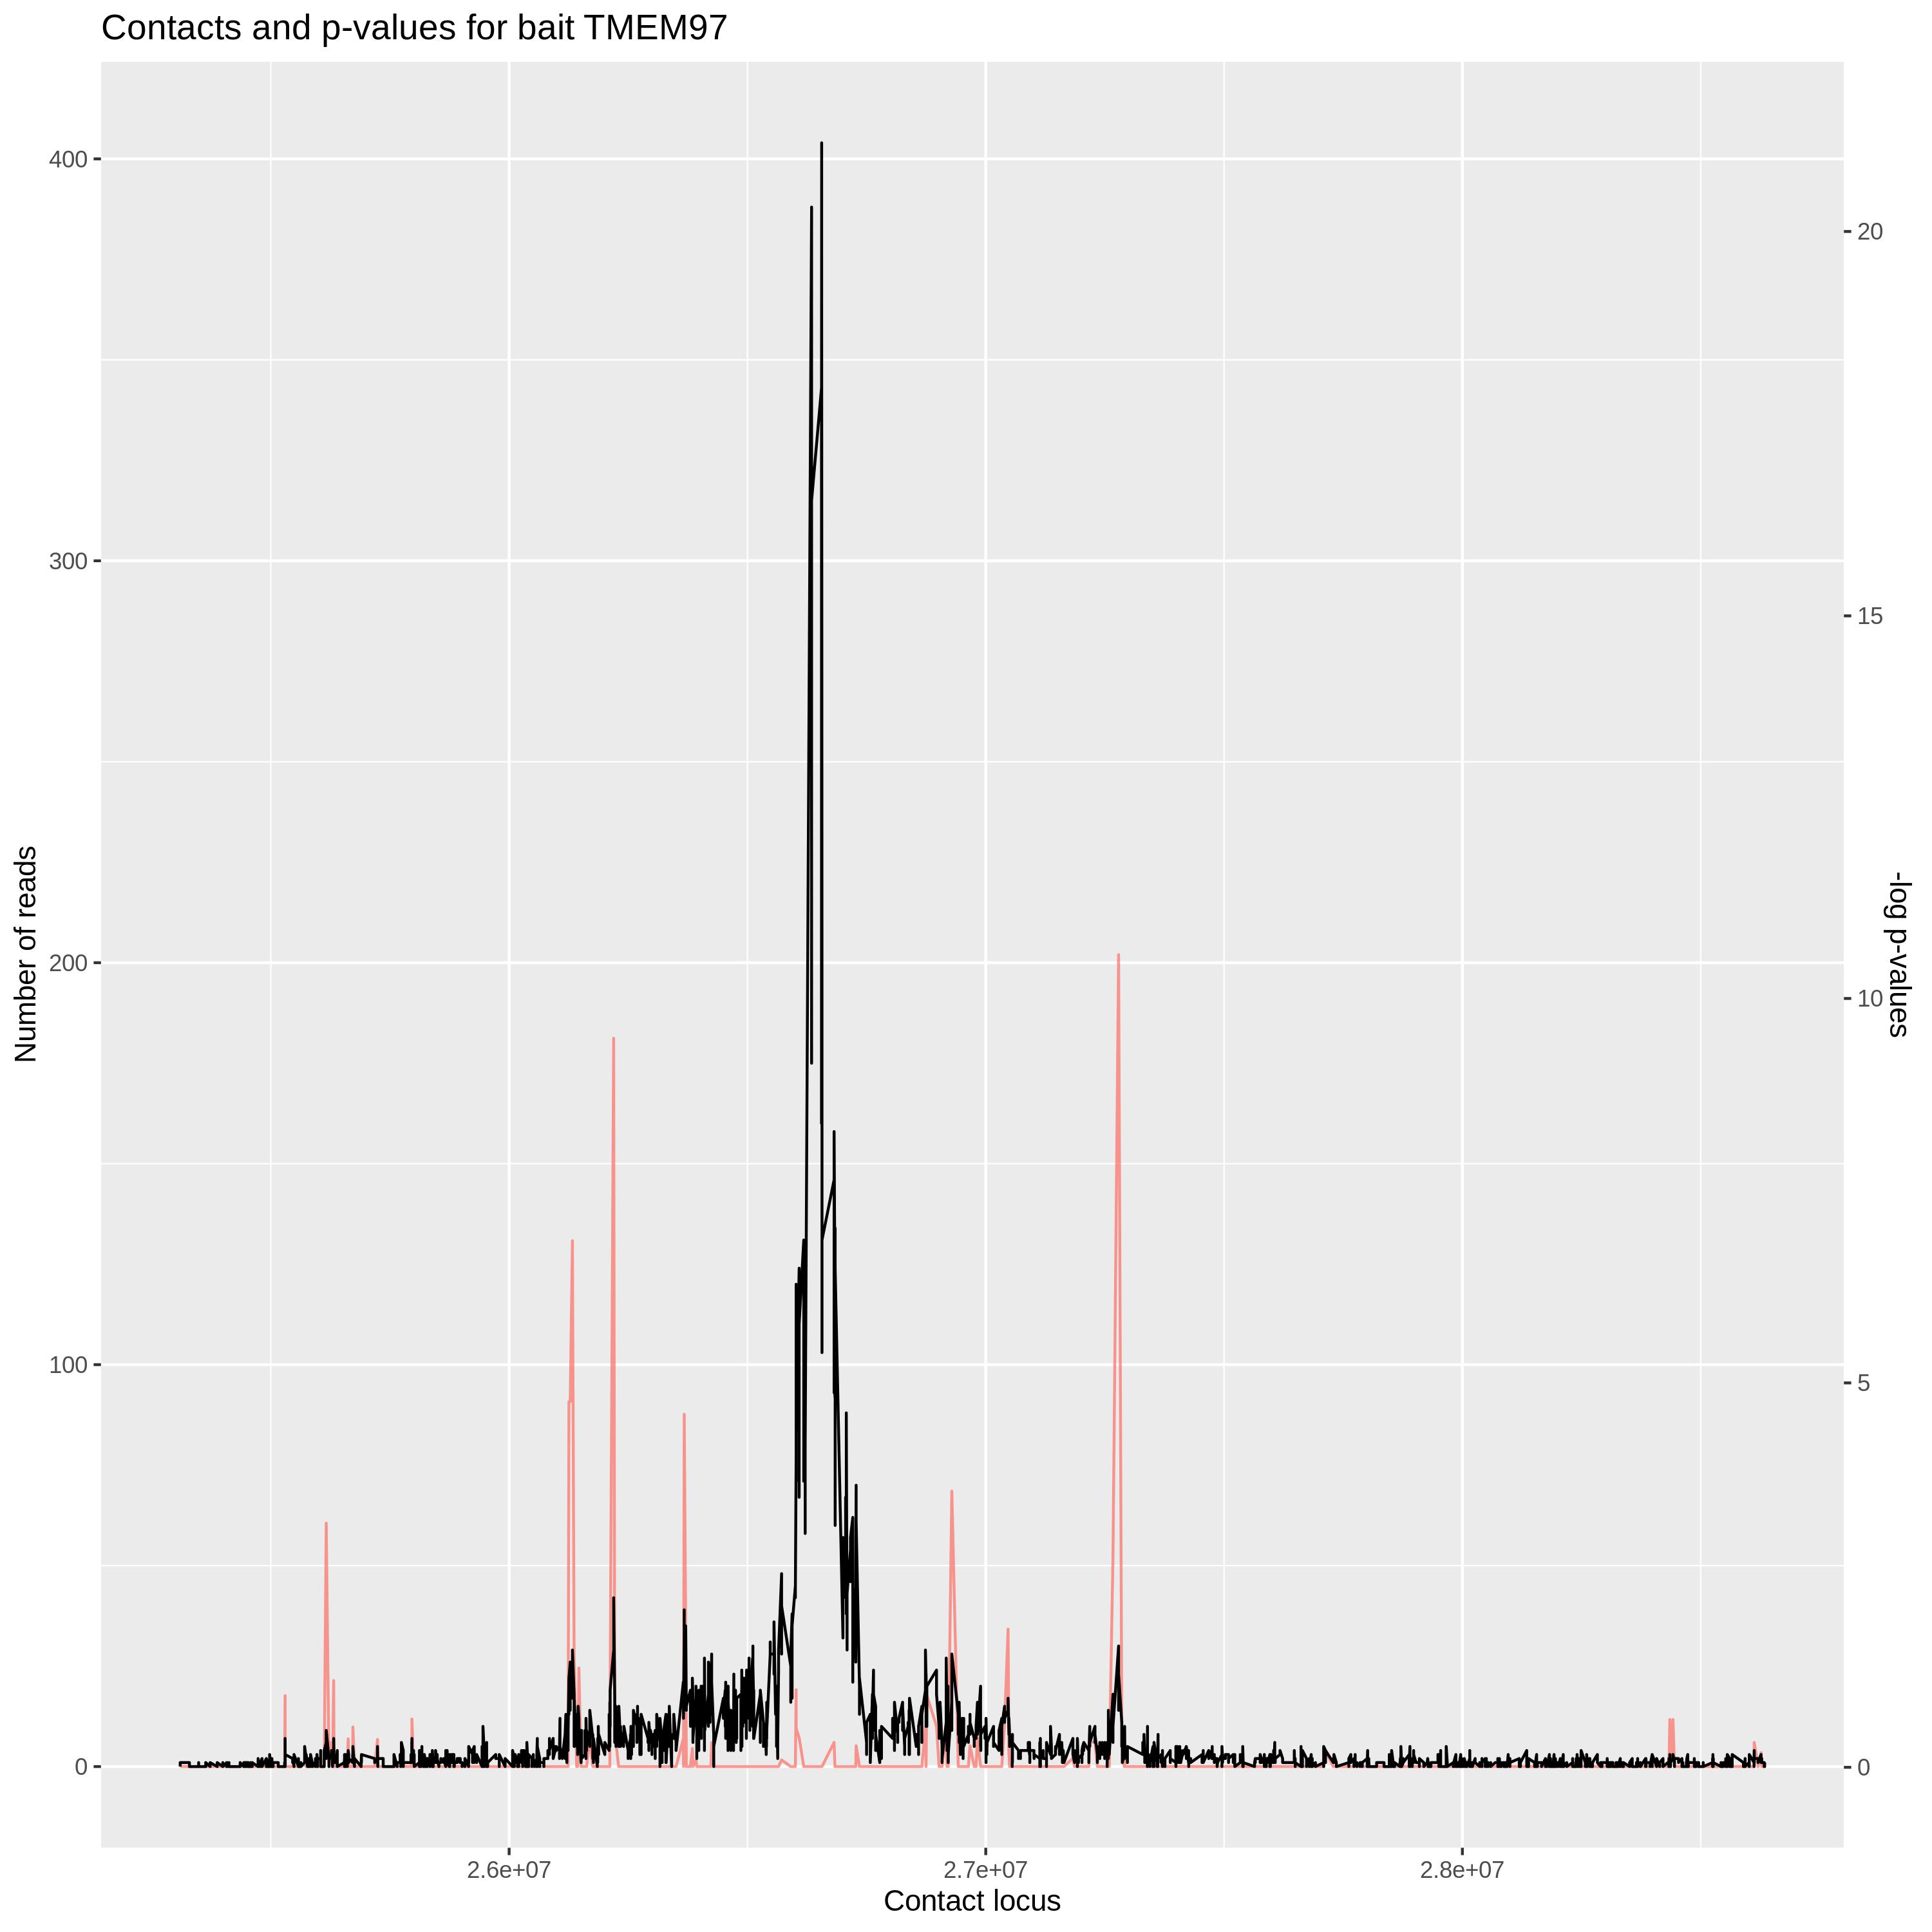 Contacts and p-values for bait TMEM97
400
300
200
100
0
Number of reads
20
15
10
5
0
-log p-values
2.6e+07
2.7e+07
2.8e+07
Contact locus